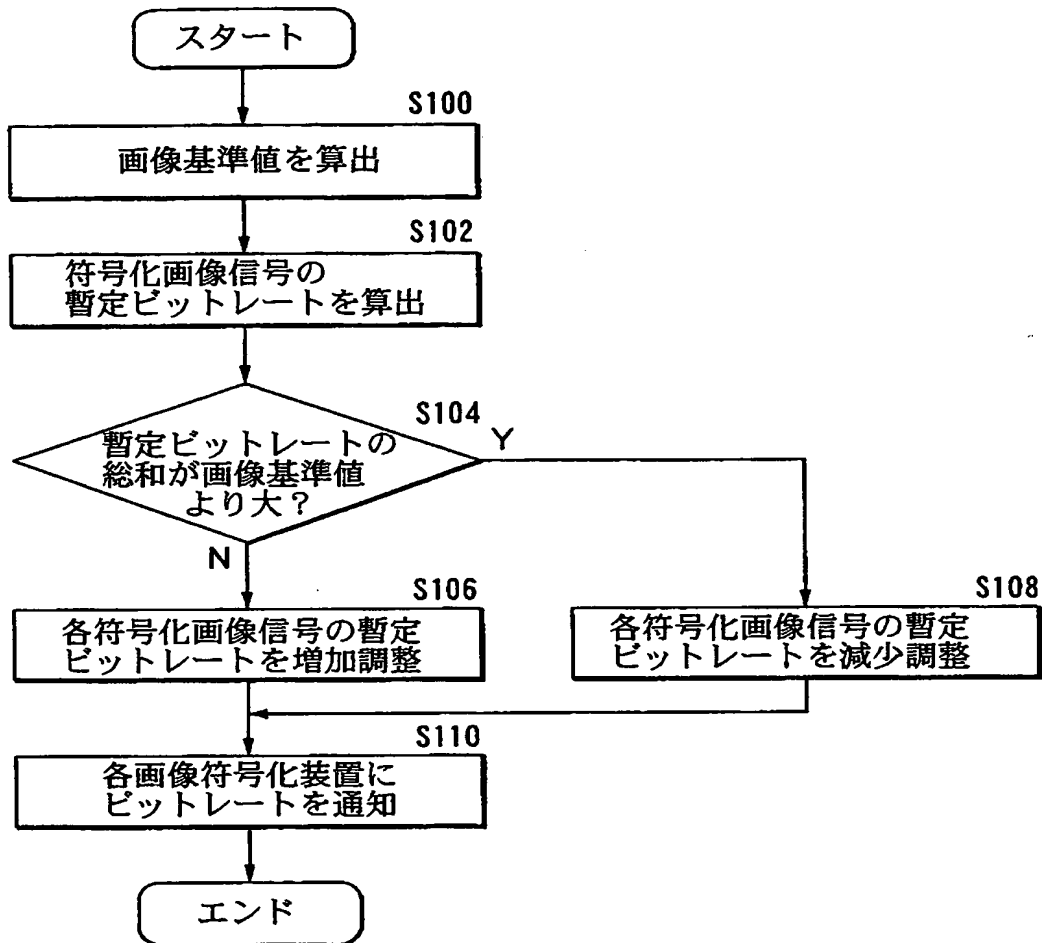 スタート
S100
画像基準値を算出
S102
符号化画像信号の
暫定ビットレートを算出
S104
暫定ビットレートの
総和が画像基準値
より大？
Y
N
S106
各符号化画像信号の暫定
ビットレートを増加調整
S108
各符号化画像信号の暫定
ビットレートを減少調整
S110
各画像符号化装置に
ビットレートを通知
エンド